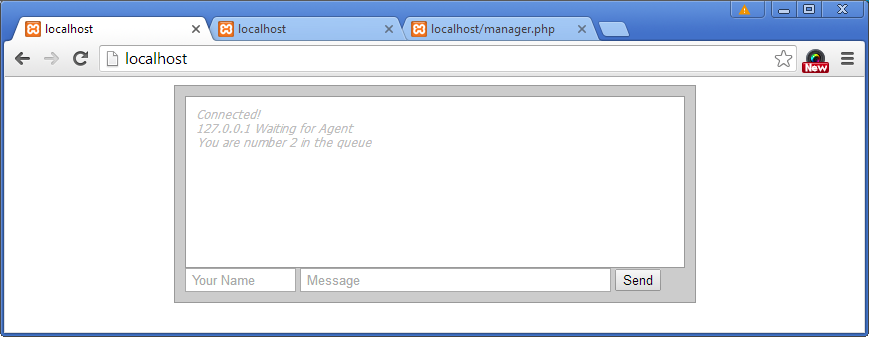 localhost
localhost
localhost/manager.php
localhost
New
Connected!
127.0.0.1 Waiting for Agent
You are number 2 in the queue
Your Name
Message
Send